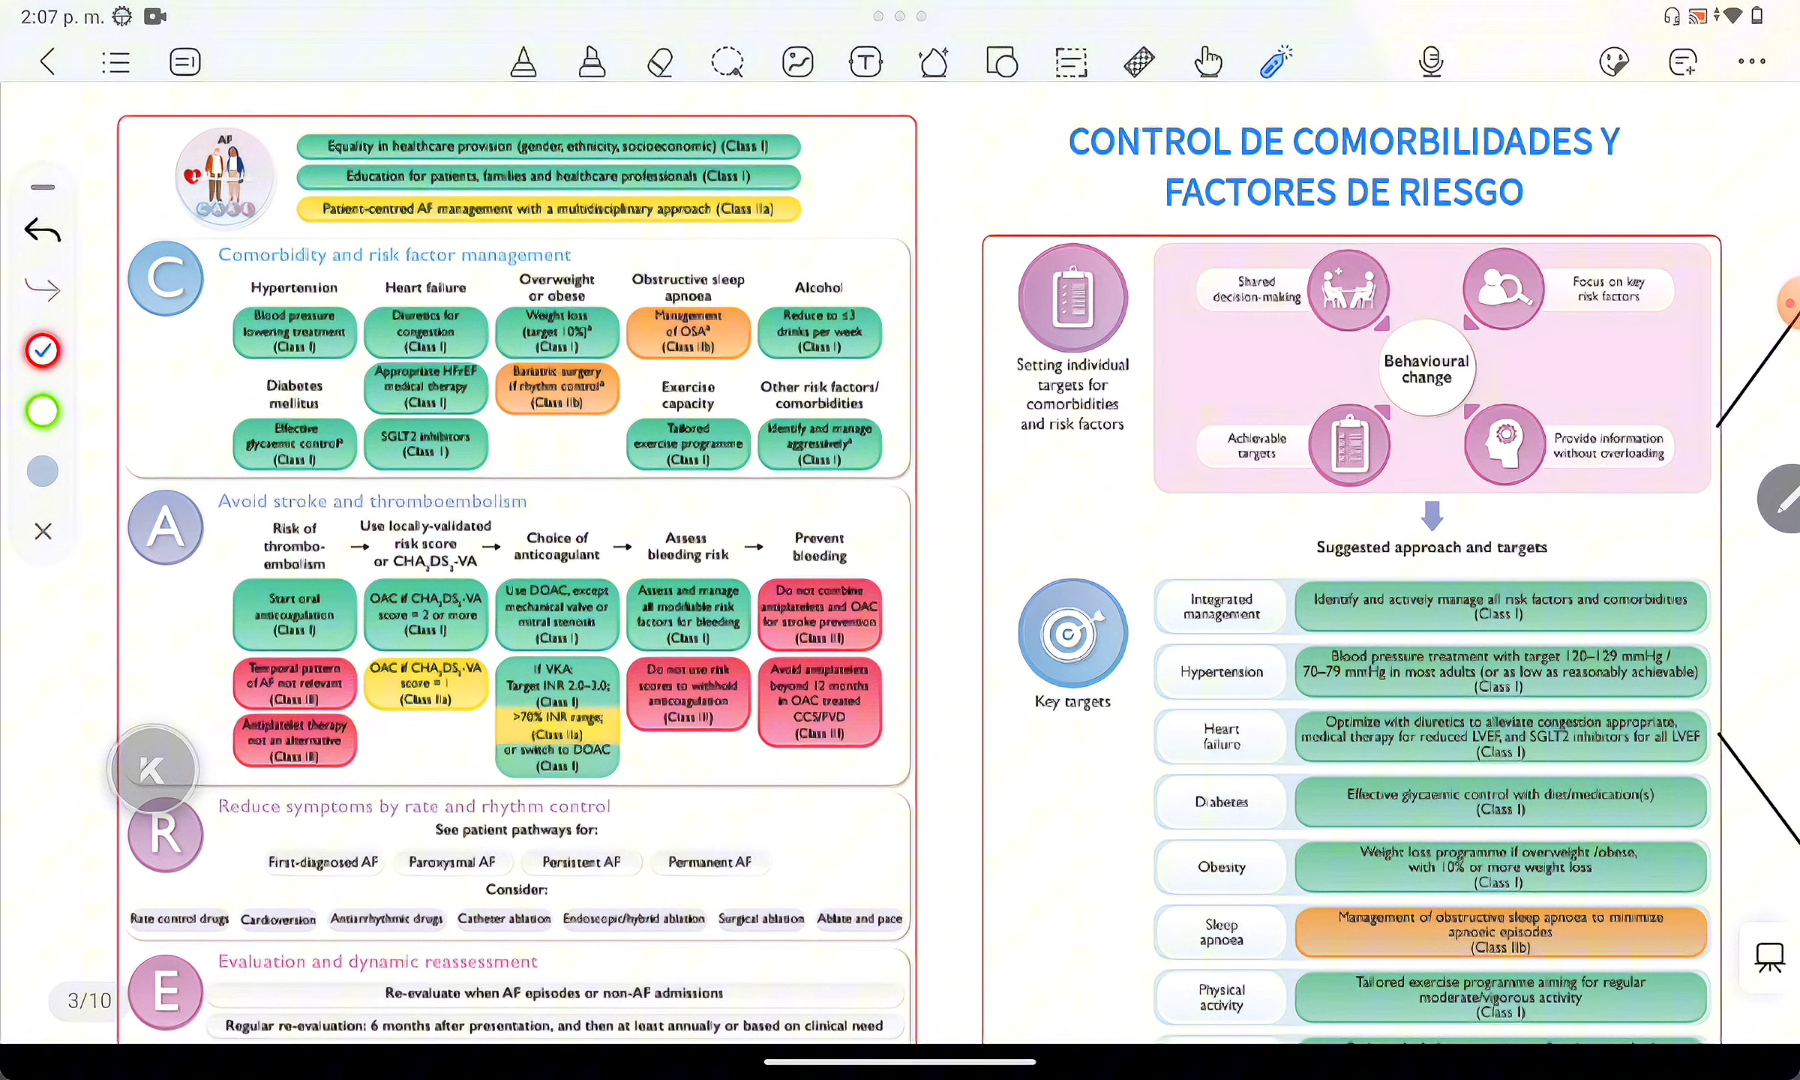 2:07 p. m.
AF
Equality in healthcare provision (gender, ethnicity, socioeconomic) (Class I)
Education for patients, families and healthcare professionals (Class I)
Patient-centred AF management with a multidisciplinary approach (Class IIa)
C
Comorbidity and risk factor management
Hypertension
Blood pressure
lowering treatment
(Class I)
Diabetes
mellitus
Effective
glycaemic controlª
(Class I)
Heart failure
Diuretics for
congestion
(Class I)
Appropriate HFrEF
medical therapy
(Class I)
SGLT2 inhibitors
(Class I)
Overweight
or obese
Weight loss
(target 10%)ª
(Class I)
Bariatric surgery
if rhythm controlª
(Class IIb)
Obstructive sleep
apnoea
Management
of OSAª
(Class IIb)
Exercise
capacity
Tailored
exercise programme
(Class I)
Alcohol
Reduce to ≤3
drinks per week
(Class I)
Other risk factors/
comorbidities
Identify and manage
aggressivelyª
(Class I)
A
Avoid stroke and thromboembolism
Risk of
thrombo-
embolism
Start oral
anticoagulation
(Class I)
Temporal pattern
of AF not relevant
(Class III)
Antiplatelet therapy
not an alternative
(Class III)
Use locally-validated
risk score
or CHA₂DS₂-VA
OAC if CHA₂DS₂-VA
score = 2 or more
(Class I)
OAC if CHA₂DS₂-VA
score = 1
(Class IIa)
Choice of
anticoagulant
Use DOAC, except
mechanical valve or
mitral stenosis
(Class I)
If VKA:
Target INR 2.0–3.0;
(Class I)
>70% INR range;
(Class IIa)
or switch to DOAC
(Class I)
Assess
bleeding risk
Assess and manage
all modifiable risk
factors for bleeding
(Class I)
Do not use risk
scores to withhold
anticoagulation
(Class III)
Prevent
bleeding
Do not combine
antiplatelets and OAC
for stroke prevention
(Class III)
Avoid antiplatelets
beyond 12 months
in OAC treated
CCS/PVD
(Class III)
K
R
Reduce symptoms by rate and rhythm control
See patient pathways for:
First-diagnosed AF
Paroxysmal AF
Persistent AF
Permanent AF
Consider:
Rate control drugs
Cardioversion
Antiarrhythmic drugs
Catheter ablation
Endoscopic/hybrid ablation
Surgical ablation
Ablate and pace
E
Evaluation and dynamic reassessment
Re-evaluate when AF episodes or non-AF admissions
Regular re-evaluation: 6 months after presentation, and then at least annually or based on clinical need
3/10
CONTROL DE COMORBILIDADES Y
FACTORES DE RIESGO
Setting individual
targets for
comorbidities
and risk factors
Shared
decision-making
Focus on key
risk factors
Behavioural
change
Achievable
targets
Provide information
without overloading
Suggested approach and targets
Key targets
Integrated
management
Identify and actively manage all risk factors and comorbidities
(Class I)
Hypertension
Blood pressure treatment with target 120–129 mmHg /
70–79 mmHg in most adults (or as low as reasonably achievable)
(Class I)
Heart
failure
Optimize with diuretics to alleviate congestion appropriate,
medical therapy for reduced LVEF, and SGLT2 inhibitors for all LVEF
(Class I)
Diabetes
Effective glycaemic control with diet/medication(s)
(Class I)
Obesity
Weight loss programme if overweight /obese,
with 10% or more weight loss
(Class I)
Sleep
apnoea
Management of obstructive sleep apnoea to minimize
apnoeic episodes
(Class IIb)
Physical
activity
Tailored exercise programme aiming for regular
moderate/vigorous activity
(Class I)